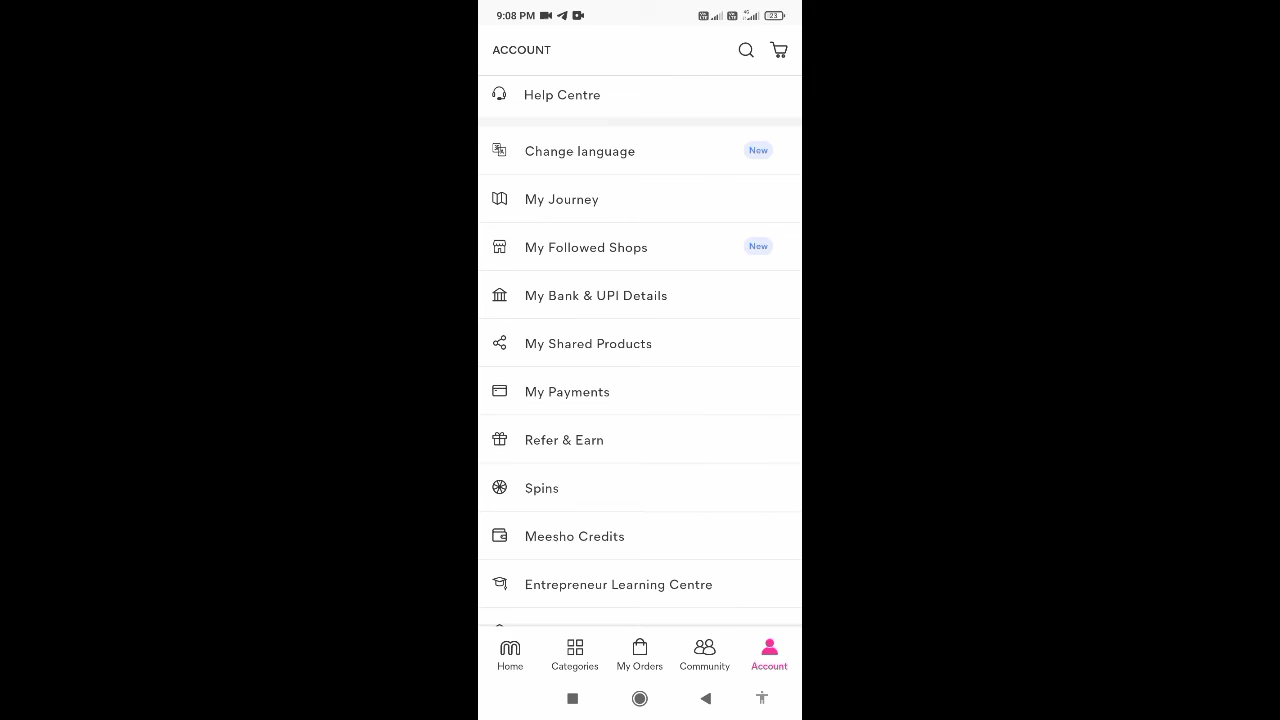 9:08 PM
4G
23
ACCOUNT
Help Centre
Change language
New
My Journey
My Followed Shops
New
My Bank & UPI Details
My Shared Products
My Payments
Refer & Earn
Spins
Meesho Credits
Entrepreneur Learning Centre
Home
Categories
My Orders
Community
Account